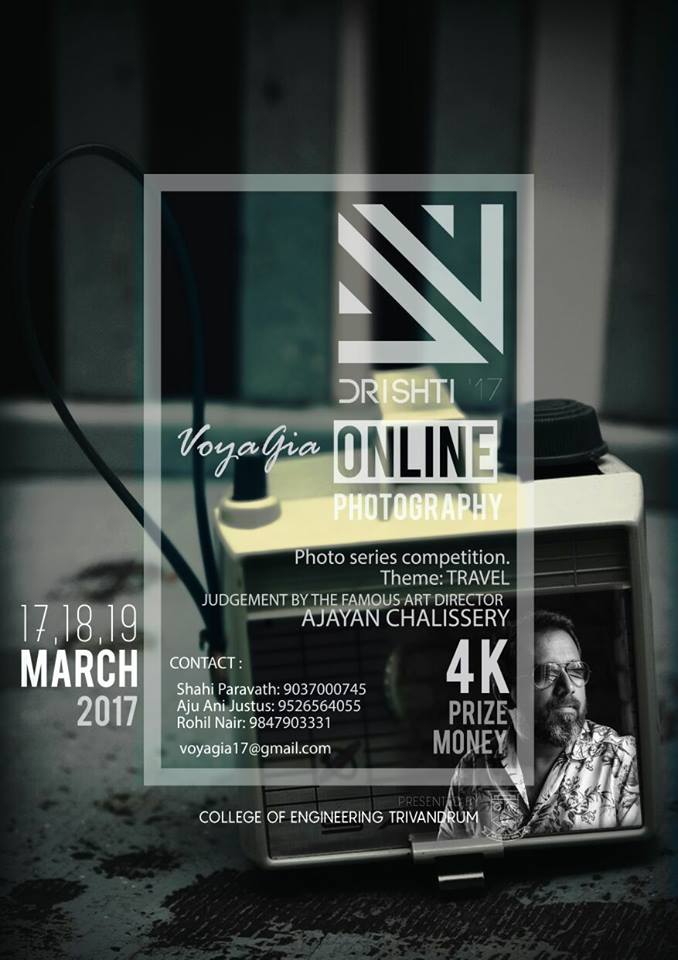 DRISHTI '17
VoyaGia ONLINE
PHOTOGRAPHY
Photo series competition.
Theme: TRAVEL
JUDGEMENT BY THE FAMOUS ART DIRECTOR
AJAYAN CHALISSERY
17,18,19
MARCH
2017
CONTACT :
Shahi Paravath: 9037000745
Aju Ani Justus: 9526564055
Rohil Nair: 9847903331
voyagia17@gmail.com
4K
PRIZE
MONEY
PRESENTED BY
COLLEGE OF ENGINEERING TRIVANDRUM